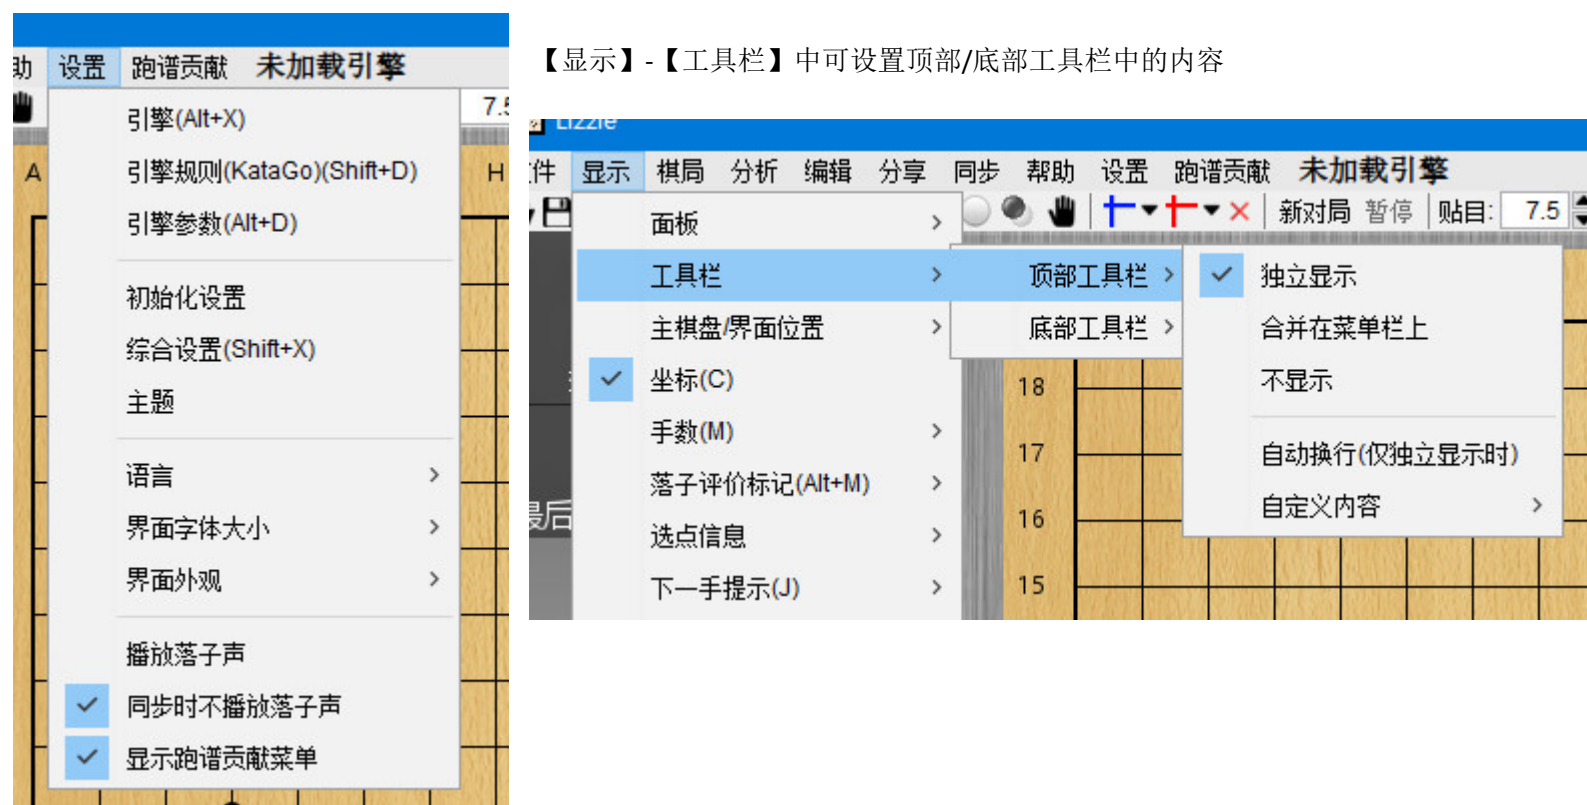 设置 跑谱贡献 未加载引擎
引擎(Alt+X)
引擎规则(KataGo)(Shift+D)
引擎参数(Alt+D)
初始化设置
综合设置(Shift+X)
主题
语言
界面字体大小
界面外观
播放落子声
同步时不播放落子声
显示跑谱贡献菜单
A
H
【显示】-【工具栏】中可设置顶部/底部工具栏中的内容
Lizzie
件 显示 棋局 分析 编辑 分享 同步 帮助 设置 跑谱贡献 未加载引擎
新对局 暂停 贴目: 7.5
面板
工具栏
主棋盘/界面位置
坐标(C)
手数(M)
落子评价标记(Alt+M)
选点信息
下一手提示(J)
最后
顶部工具栏
底部工具栏
独立显示
合并在菜单栏上
不显示
自动换行(仅独立显示时)
自定义内容
18
17
16
15